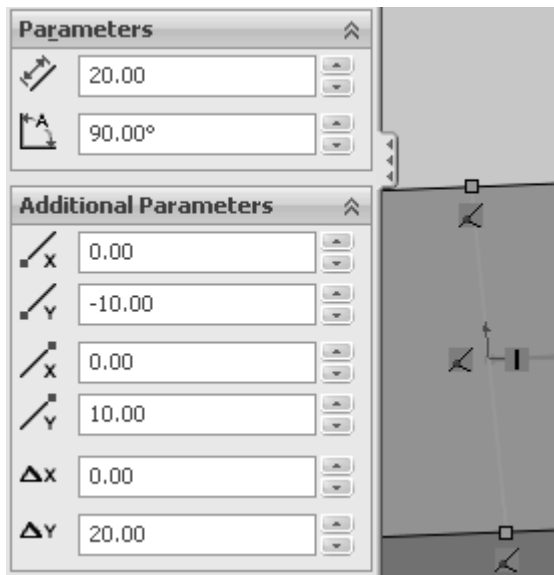 Parameters
20.00
A
90.00°
Additional Parameters
X
0.00
Y
-10.00
X
0.00
Y
10.00
ΔX
0.00
ΔY
20.00